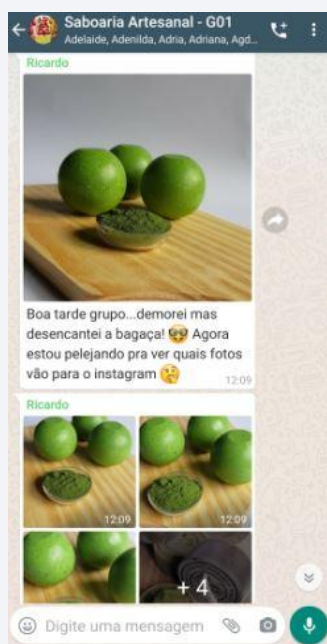 Saboaria Artesanal - G01
Adelaide, Adenilda, Adria, Adriana, Agd...
Ricardo
Boa tarde grupo...demorei mas
desencantei a bagaça! Agora
estou pelejando pra ver quais fotos
vão para o instagram
12:09
Ricardo
12:09 12:09
+ 4
Digite uma mensagem